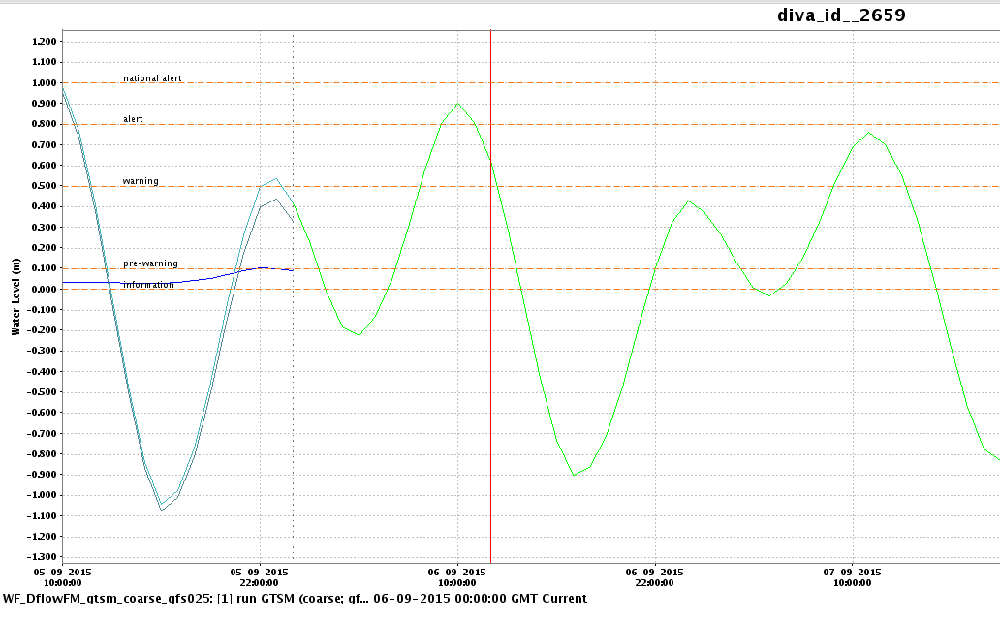 diva_id__2659
1.200
1.100
national alert
1.000
0.900
alert
0.800
0.700
0.600
warning
0.500
0.400
0.300
0.200
pre-warning
0.100
information
0.000
-0.100
-0.200
-0.300
-0.400
-0.500
-0.600
-0.700
-0.800
-0.900
-1.000
-1.100
-1.200
-1.300
Water Level (m)
05-09-2015 05-09-2015 06-09-2015 06-09-2015 07-09-2015
10:00:00 22:00:00 10:00:00 22:00:00 10:00:00
WF_DflowFM_gtsm_coarse_gfs025: [1] run GTSM (coarse; gf... 06-09-2015 00:00:00 GMT Current